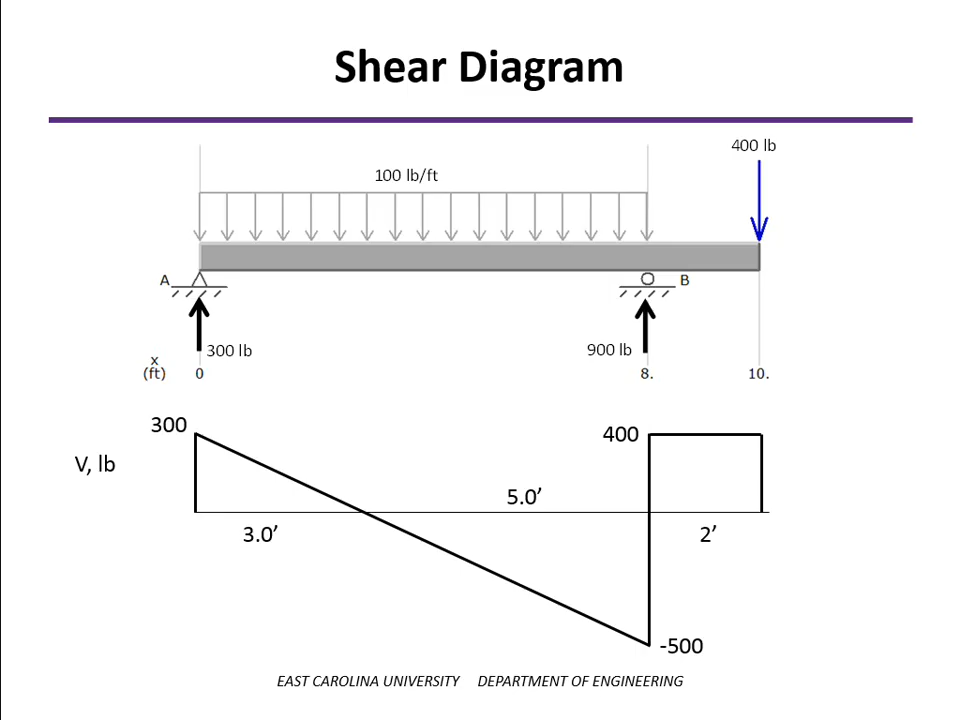 Shear Diagram
400 lb
100 lb/ft
A
B
300 lb
900 lb
x
(ft)
0
8.
10.
300
400
V, lb
5.0’
3.0’
2’
-500
EAST CAROLINA UNIVERSITY DEPARTMENT OF ENGINEERING